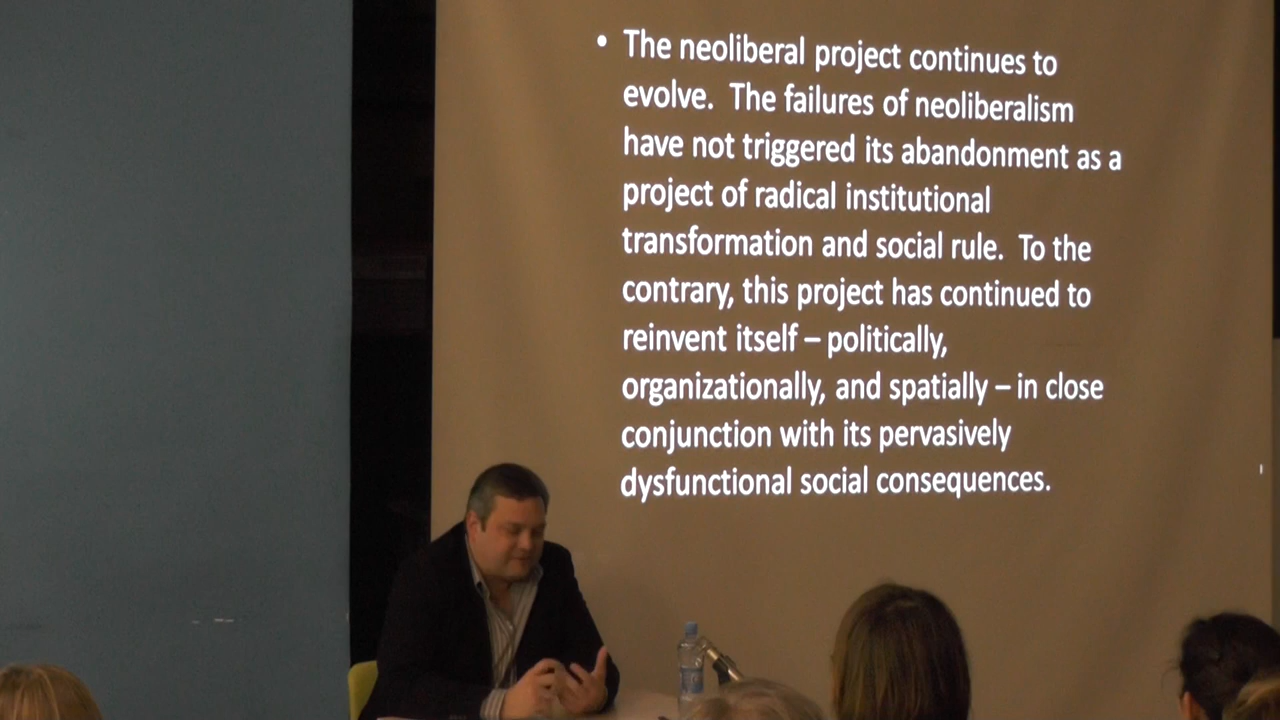 • The neoliberal project continues to
evolve.  The failures of neoliberalism
have not triggered its abandonment as a
project of radical institutional
transformation and social rule.  To the
contrary, this project has continued to
reinvent itself – politically,
organizationally, and spatially – in close
conjunction with its pervasively
dysfunctional social consequences.